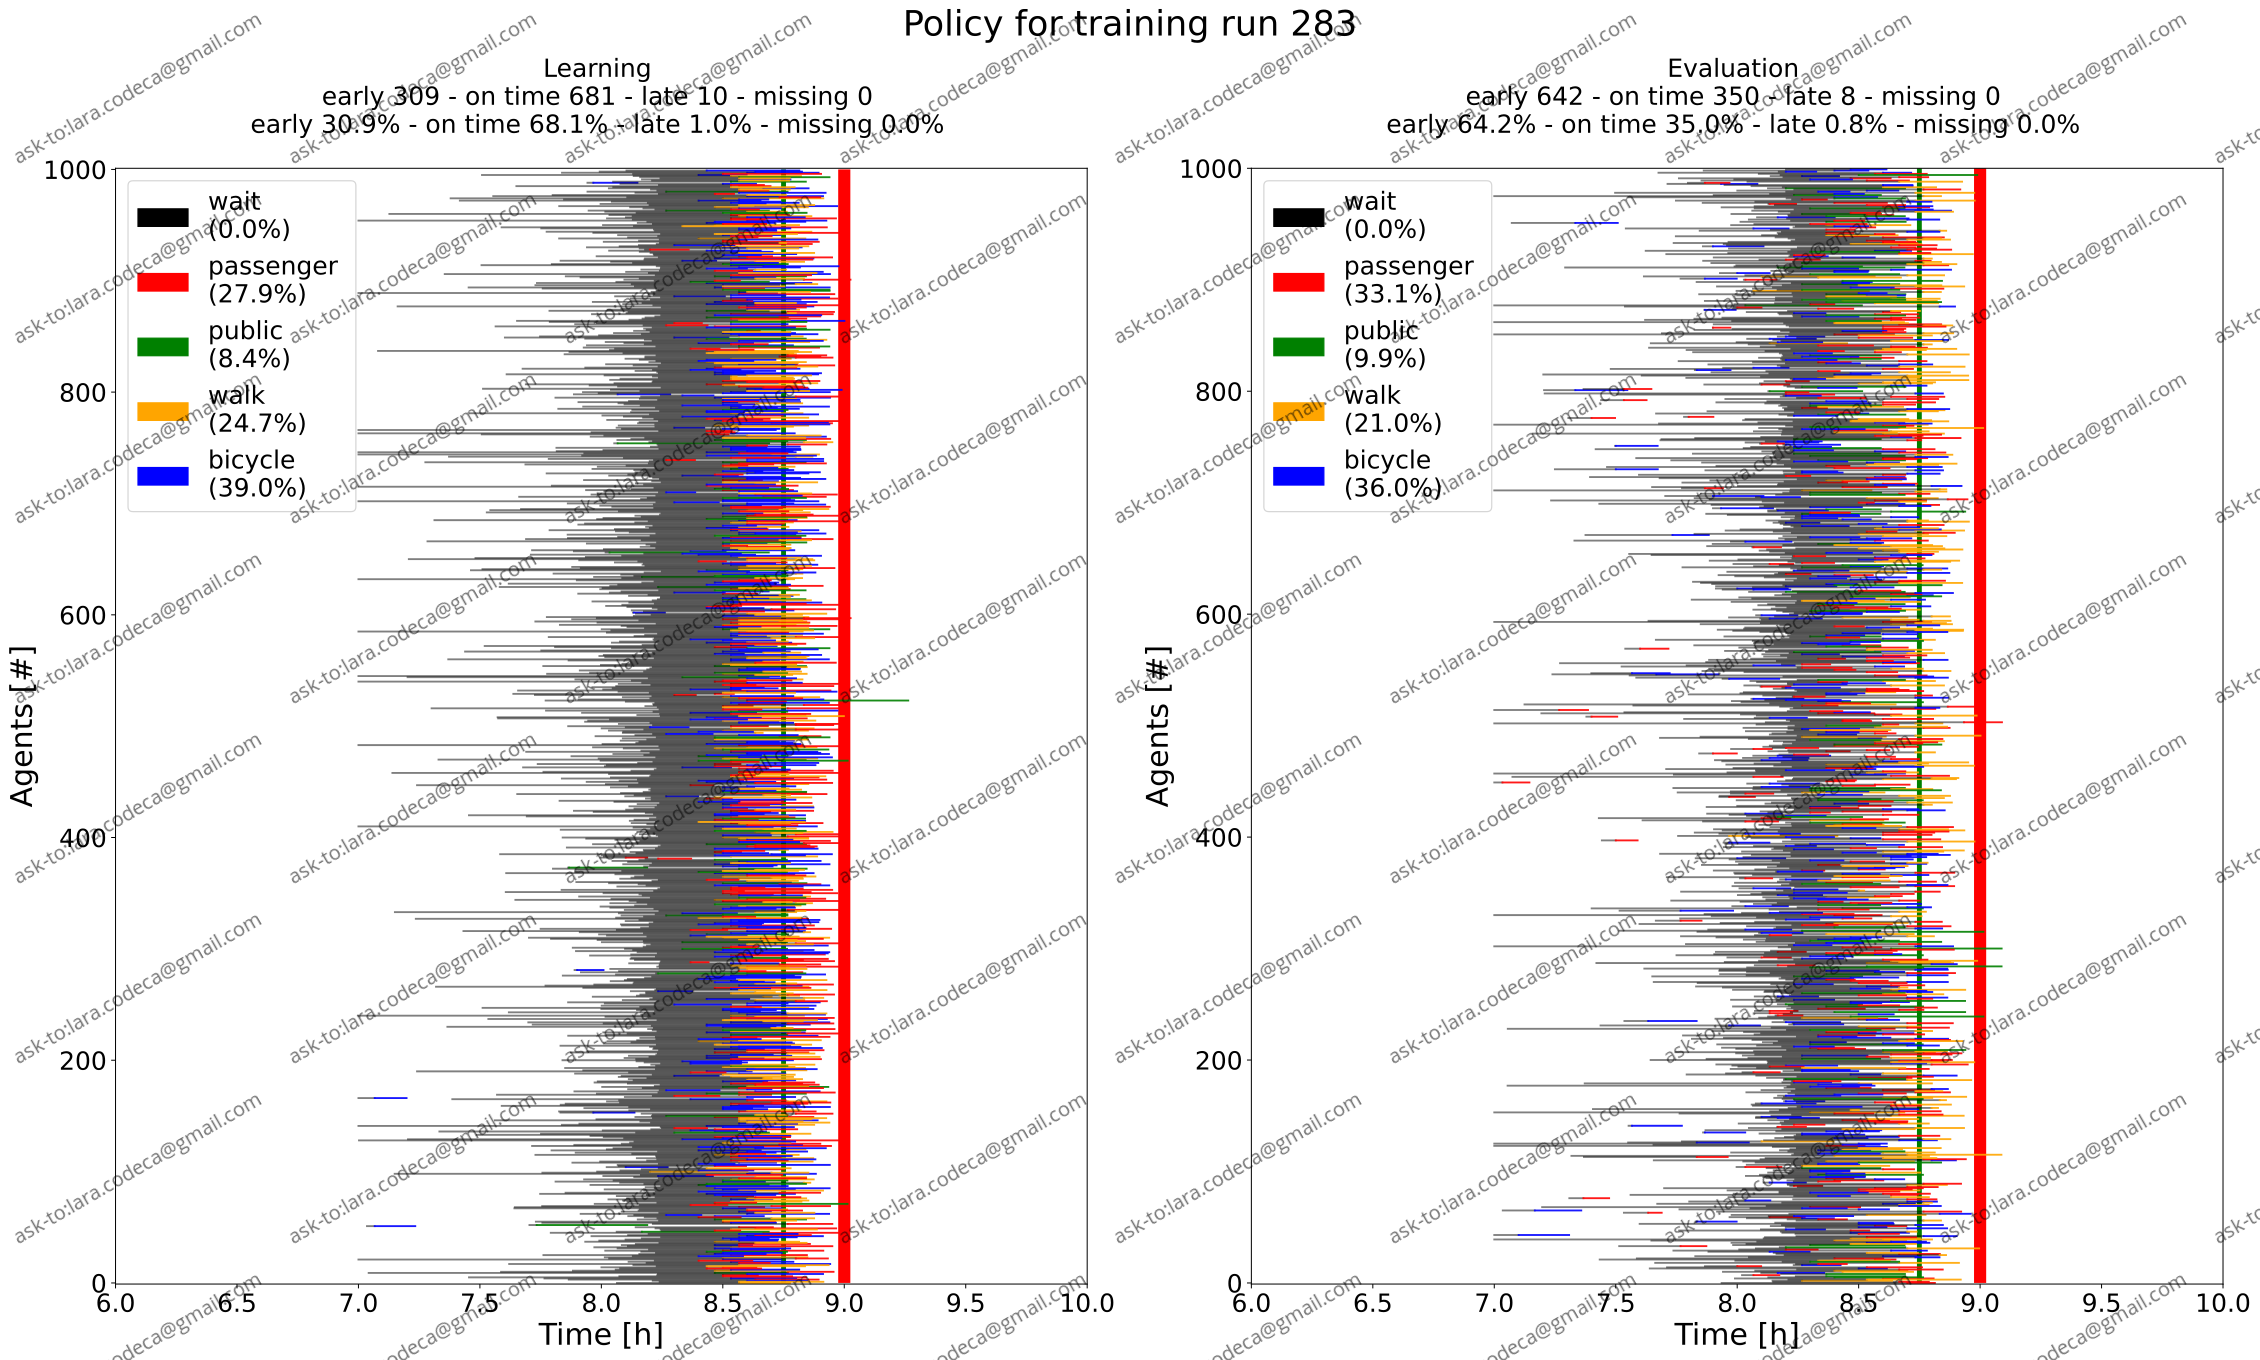 Policy for training run 283
Learning
early 309 - on time 681 - late 10 - missing 0
early 30.9% - on time 68.1% - late 1.0% - missing 0.0%
1000
800
600
400
200
0
Agents [#]
wait
(0.0%)
passenger
(27.9%)
public
(8.4%)
walk
(24.7%)
bicycle
(39.0%)
6.0 6.5 7.0 7.5 8.0 8.5 9.0 9.5 10.0
Time [h]
Evaluation
early 642 - on time 350 - late 8 - missing 0
early 64.2% - on time 35.0% - late 0.8% - missing 0.0%
1000
800
600
400
200
0
Agents [#]
wait
(0.0%)
passenger
(33.1%)
public
(9.9%)
walk
(21.0%)
bicycle
(36.0%)
6.0 6.5 7.0 7.5 8.0 8.5 9.0 9.5 10.0
Time [h]
ask-to:lara.codeca@gmail.com